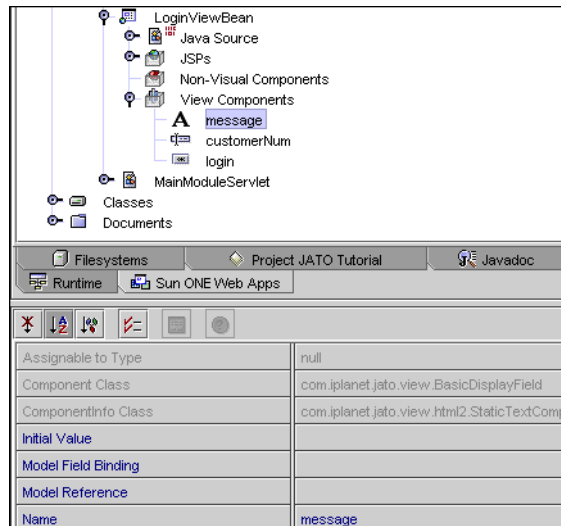 LoginViewBean
Java Source
JSPs
Non-Visual Components
View Components
A message
customerNum
login
MainModuleServlet
Classes
Documents
Filesystems Project JATO Tutorial Javadoc
Runtime Sun ONE Web Apps
Assignable to Type null
Component Class com.iplanet.jato.view.BasicDisplayField
ComponentInfo Class com.iplanet.jato.view.html2.StaticTextComp
Initial Value
Model Field Binding
Model Reference
Name message